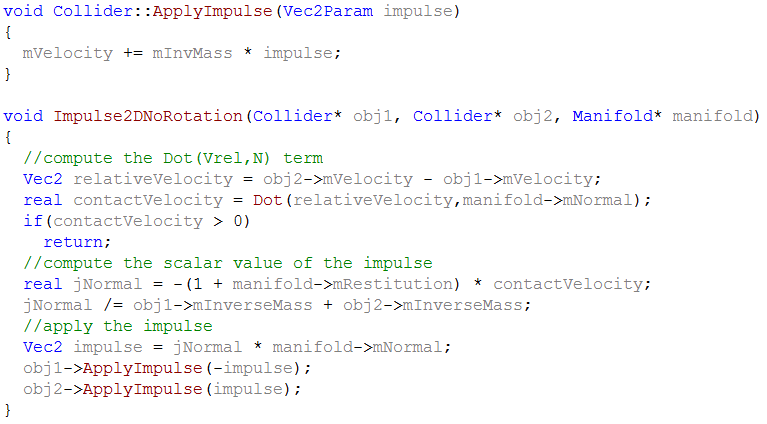 void Collider::ApplyImpulse(Vec2Param impulse)
{
  mVelocity += mInvMass * impulse;
}

void Impulse2DNoRotation(Collider* obj1, Collider* obj2, Manifold* manifold)
{
  //compute the Dot(Vrel,N) term
  Vec2 relativeVelocity = obj2->mVelocity - obj1->mVelocity;
  real contactVelocity = Dot(relativeVelocity,manifold->mNormal);
  if(contactVelocity > 0)
    return;
  //compute the scalar value of the impulse
  real jNormal = -(1 + manifold->mRestitution) * contactVelocity;
  jNormal /= obj1->mInverseMass + obj2->mInverseMass;
  //apply the impulse
  Vec2 impulse = jNormal * manifold->mNormal;
  obj1->ApplyImpulse(-impulse);
  obj2->ApplyImpulse(impulse);
}